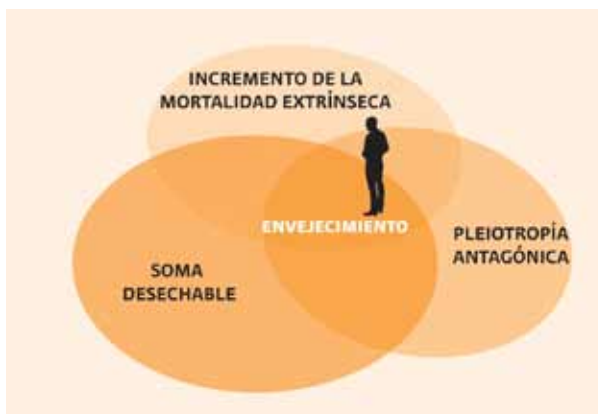 INCREMENTO DE LA
MORTALIDAD EXTRÍNSECA
ENVEJECIMIENTO
PLEIOTROPÍA
ANTAGÓNICA
SOMA
DESECHABLE